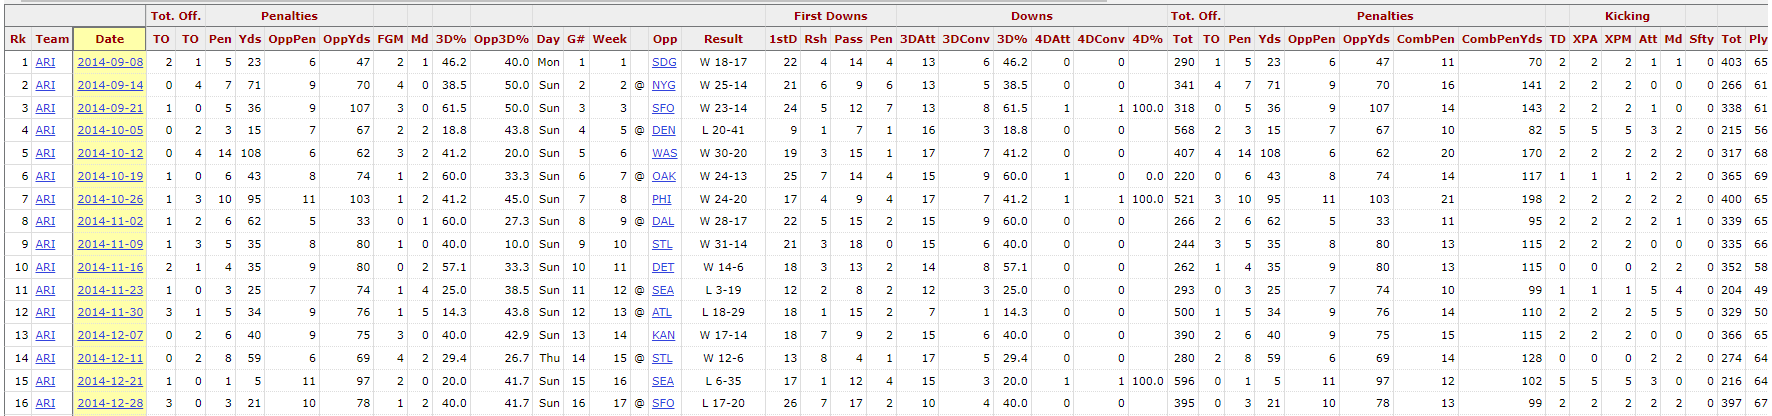 Tot. Off. Penalties First Downs Downs Tot. Off. Penalties Kicking
Rk Team Date TO TO Pen Yds OppPen OppYds FGM Md 3D% Opp3D% Day G# Week Opp Result 1stD Rsh Pass Pen 3DAtt 3DConv 3D% 4DAtt 4DConv 4D% Tot TO Pen Yds OppPen OppYds CombPen CombPenYds TD XPA XPM Att Md Sfty Tot Ply
1 ARI 2014-09-08 2 1 5 23 6 47 2 1 46.2 40.0 Mon 1 1 SDG W 18-17 22 4 14 4 13 6 46.2 0 0 290 1 5 23 6 47 11 70 2 2 2 1 1 0 403 65
2 ARI 2014-09-14 0 4 7 71 9 70 4 0 38.5 50.0 Sun 2 2 @ NYG W 25-14 21 6 9 6 13 5 38.5 0 0 341 4 7 71 9 70 16 141 2 2 2 0 0 0 266 61
3 ARI 2014-09-21 1 0 5 36 9 107 3 0 61.5 50.0 Sun 3 3 SFO W 23-14 24 5 12 7 13 8 61.5 1 1 100.0 318 0 5 36 9 107 14 143 2 2 2 1 0 0 338 61
4 ARI 2014-10-05 0 2 3 15 7 67 2 2 18.8 43.8 Sun 4 5 @ DEN L 20-41 9 1 7 1 16 3 18.8 0 0 568 2 3 15 7 67 10 82 5 5 5 3 2 0 215 56
5 ARI 2014-10-12 0 4 14 108 6 62 3 2 41.2 20.0 Sun 5 6 WAS W 30-20 19 3 15 1 17 7 41.2 0 0 407 4 14 108 6 62 20 170 2 2 2 2 2 0 317 68
6 ARI 2014-10-19 1 0 6 43 8 74 1 2 60.0 33.3 Sun 6 7 @ OAK W 24-13 25 7 14 4 15 9 60.0 1 0 0.0 220 0 6 43 8 74 14 117 1 1 1 2 2 0 365 69
7 ARI 2014-10-26 1 3 10 95 11 103 1 2 41.2 45.0 Sun 7 8 PHI W 24-20 17 4 9 4 17 7 41.2 1 1 100.0 521 3 10 95 11 103 21 198 2 2 2 2 2 0 400 65
8 ARI 2014-11-02 1 2 6 62 5 33 0 1 60.0 27.3 Sun 8 9 @ DAL W 28-17 22 5 15 2 15 9 60.0 0 0 266 2 6 62 5 33 11 95 2 2 2 2 1 0 339 65
9 ARI 2014-11-09 1 3 5 35 8 80 1 0 40.0 10.0 Sun 9 10 STL W 31-14 21 3 18 0 15 6 40.0 0 0 244 3 5 35 8 80 13 115 2 2 2 0 0 0 335 66
10 ARI 2014-11-16 2 1 4 35 9 80 0 2 57.1 33.3 Sun 10 11 DET W 14-6 18 3 13 2 14 8 57.1 0 0 262 1 4 35 9 80 13 115 0 0 0 2 2 0 352 58
11 ARI 2014-11-23 1 0 3 25 7 74 1 4 25.0 38.5 Sun 11 12 @ SEA L 3-19 12 2 8 2 12 3 25.0 0 0 293 0 3 25 7 74 10 99 1 1 1 5 4 0 204 49
12 ARI 2014-11-30 3 1 5 34 9 76 1 5 14.3 43.8 Sun 12 13 @ ATL L 18-29 18 1 15 2 7 1 14.3 0 0 500 1 5 34 9 76 14 110 2 2 2 5 5 0 329 50
13 ARI 2014-12-07 0 2 6 40 9 75 3 0 40.0 42.9 Sun 13 14 KAN W 17-14 18 7 9 2 15 6 40.0 0 0 390 2 6 40 9 75 15 115 2 2 2 0 0 0 366 65
14 ARI 2014-12-11 0 2 8 59 6 69 4 2 29.4 26.7 Thu 14 15 @ STL W 12-6 13 8 4 1 17 5 29.4 0 0 280 2 8 59 6 69 14 128 0 0 0 2 2 0 274 64
15 ARI 2014-12-21 1 0 1 5 11 97 2 0 20.0 41.7 Sun 15 16 SEA L 6-35 17 1 12 4 15 3 20.0 1 1 100.0 596 0 1 5 11 97 12 102 5 5 5 3 0 0 216 64
16 ARI 2014-12-28 3 0 3 21 10 78 1 2 40.0 41.7 Sun 16 17 @ SFO L 17-20 26 7 17 2 10 4 40.0 0 0 395 0 3 21 10 78 13 99 2 2 2 2 2 0 397 67